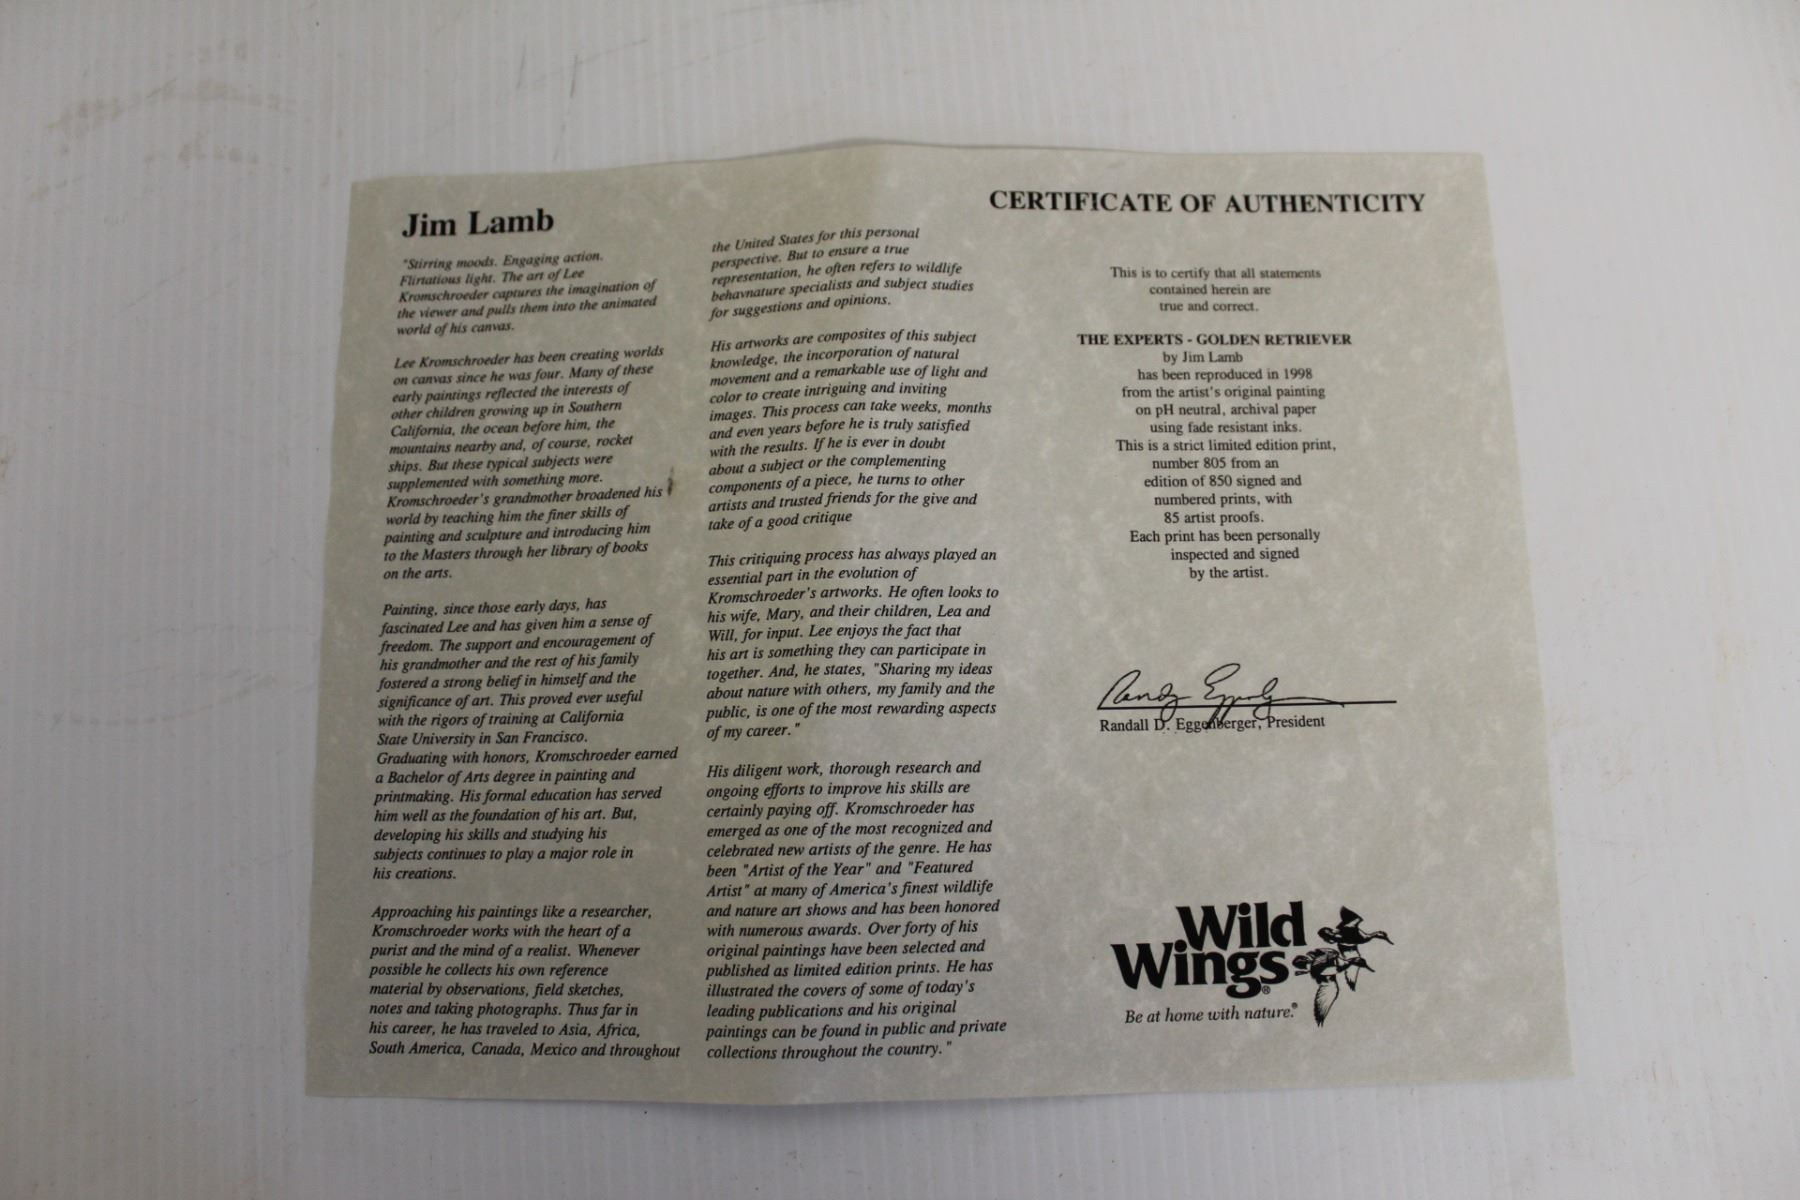 Jim Lamb
"Stirring moods. Engaging action.
Flirtatious light. The art of Lee
Kromschroeder captures the imagination of
the viewer and pulls them into the animated
world of his canvas.
Lee Kromschroeder has been creating worlds
on canvas since he was four. Many of these
early paintings reflected the interests of
other children growing up in Southern
California, the ocean before him, the
mountains nearby and, of course, rocket
ships. But these typical subjects were
supplemented with something more.
Kromschroeder's grandmother broadened his
world by teaching him the finer skills of
painting and sculpture and introducing him
to the Masters through her library of books
on the arts.
Painting, since those early days, has
fascinated Lee and has given him a sense of
freedom. The support and encouragement of
his grandmother and the rest of his family
fostered a strong belief in himself and the
significance of art. This proved ever useful
with the rigors of training at California
State University in San Francisco.
Graduating with honors, Kromschroeder earned
a Bachelor of Arts degree in painting and
printmaking. His formal education has served
him well as the foundation of his art. But,
developing his skills and studying his
subjects continues to play a major role in
his creations.
Approaching his paintings like a researcher,
Kromschroeder works with the heart of a
purist and the mind of a realist. Whenever
possible he collects his own reference
material by observations, field sketches,
notes and taking photographs. Thus far in
his career, he has traveled to Asia, Africa,
South America, Canada, Mexico and throughout
the United States for this personal
perspective. But to ensure a true
representation, he often refers to wildlife
behavnature specialists and subject studies
for suggestions and opinions.
His artworks are composites of this subject
knowledge, the incorporation of natural
movement and a remarkable use of light and
color to create intriguing and inviting
images. This process can take weeks, months
and even years before he is truly satisfied
with the results. If he is ever in doubt
about a subject or the complementing
components of a piece, he turns to other
artists and trusted friends for the give and
take of a good critique
This critiquing process has always played an
essential part in the evolution of
Kromschroeder's artworks. He often looks to
his wife, Mary, and their children, Lea and
Will, for input. Lee enjoys the fact that
his art is something they can participate in
together. And, he states, "Sharing my ideas
about nature with others, my family and the
public, is one of the most rewarding aspects
of my career."
His diligent work, thorough research and
ongoing efforts to improve his skills are
certainly paying off. Kromschroeder has
emerged as one of the most recognized and
celebrated new artists of the genre. He has
been "Artist of the Year" and "Featured
Artist" at many of America's finest wildlife
and nature art shows and has been honored
with numerous awards. Over forty of his
original paintings have been selected and
published as limited edition prints. He has
illustrated the covers of some of today's
leading publications and his original
paintings can be found in public and private
collections throughout the country."
CERTIFICATE OF AUTHENTICITY
This is to certify that all statements
contained herein are
true and correct.
THE EXPERTS - GOLDEN RETRIEVER
by Jim Lamb
has been reproduced in 1998
from the artist's original painting
on pH neutral, archival paper
using fade resistant inks.
This is a strict limited edition print,
number 805 from an
edition of 850 signed and
numbered prints, with
85 artist proofs.
Each print has been personally
inspected and signed
by the artist.
Randall D. Eggenberger, President
Wild
Wings®
Be at home with nature.®